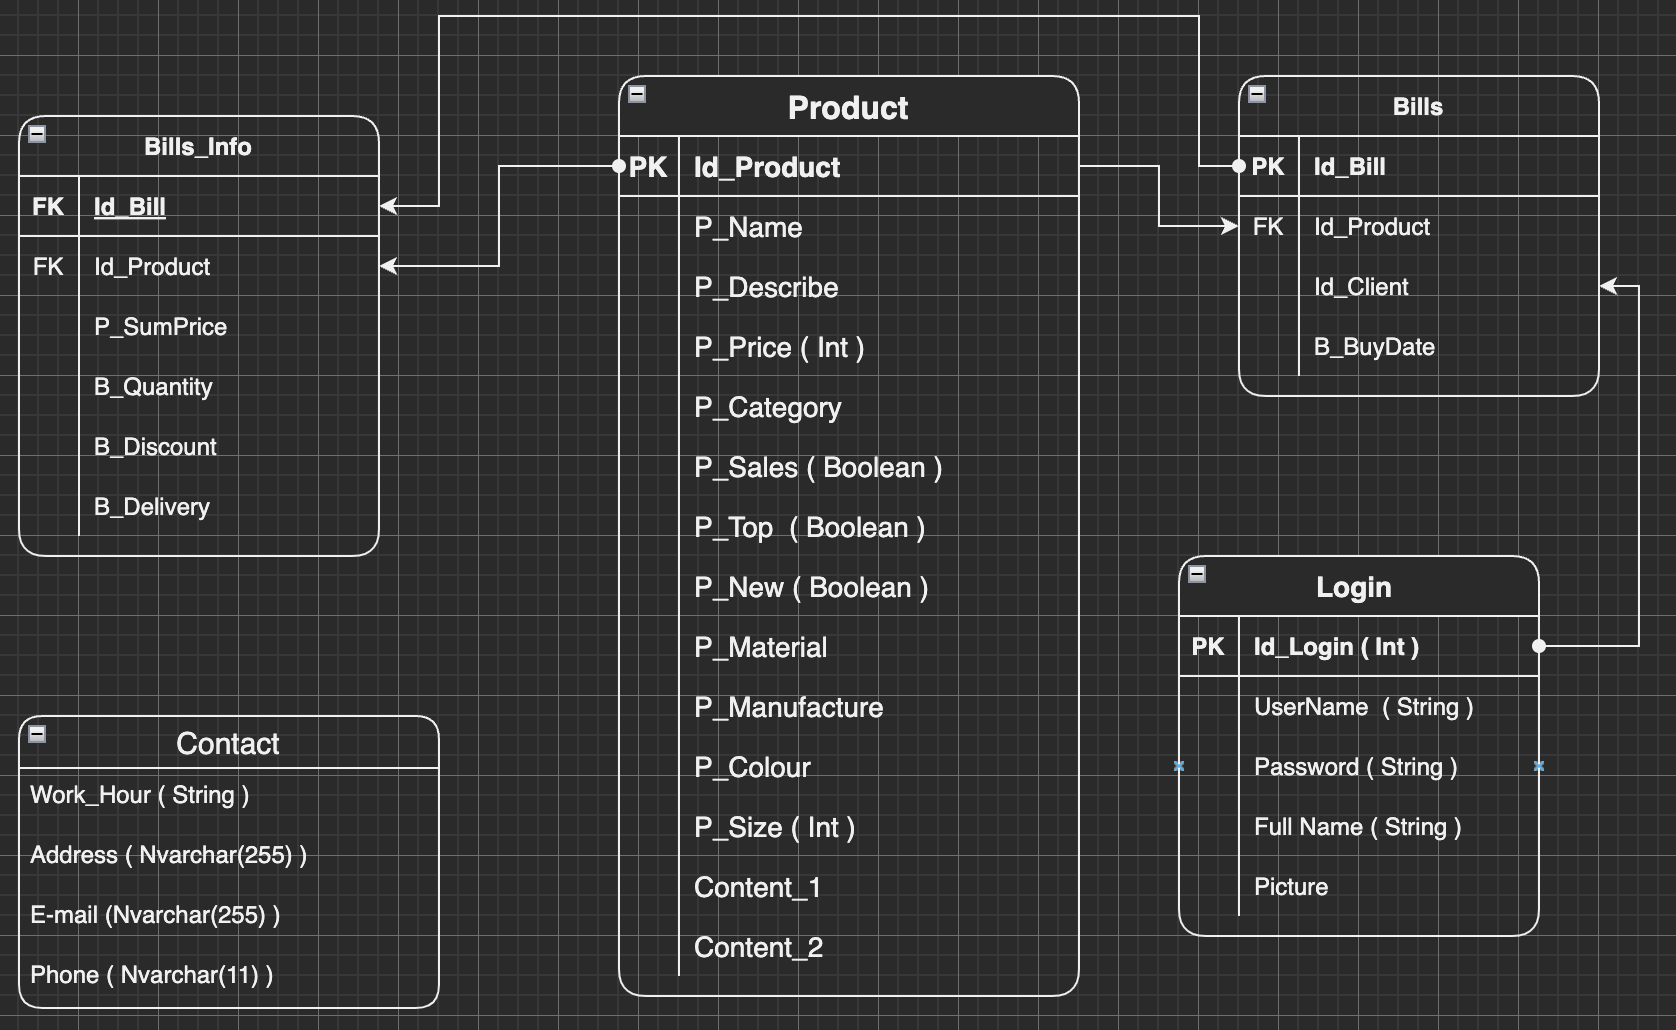 Bills_Info
FK Id_Bill
FK Id_Product
P_SumPrice
B_Quantity
B_Discount
B_Delivery
Product
PK Id_Product
P_Name
P_Describe
P_Price ( Int )
P_Category
P_Sales ( Boolean )
P_Top ( Boolean )
P_New ( Boolean )
P_Material
P_Manufacture
P_Colour
P_Size ( Int )
Content_1
Content_2
Bills
PK Id_Bill
FK Id_Product
Id_Client
B_BuyDate
Login
PK Id_Login ( Int )
UserName ( String )
Password ( String )
Full Name ( String )
Picture
Contact
Work_Hour ( String )
Address ( Nvarchar(255) )
E-mail (Nvarchar(255) )
Phone ( Nvarchar(11) )